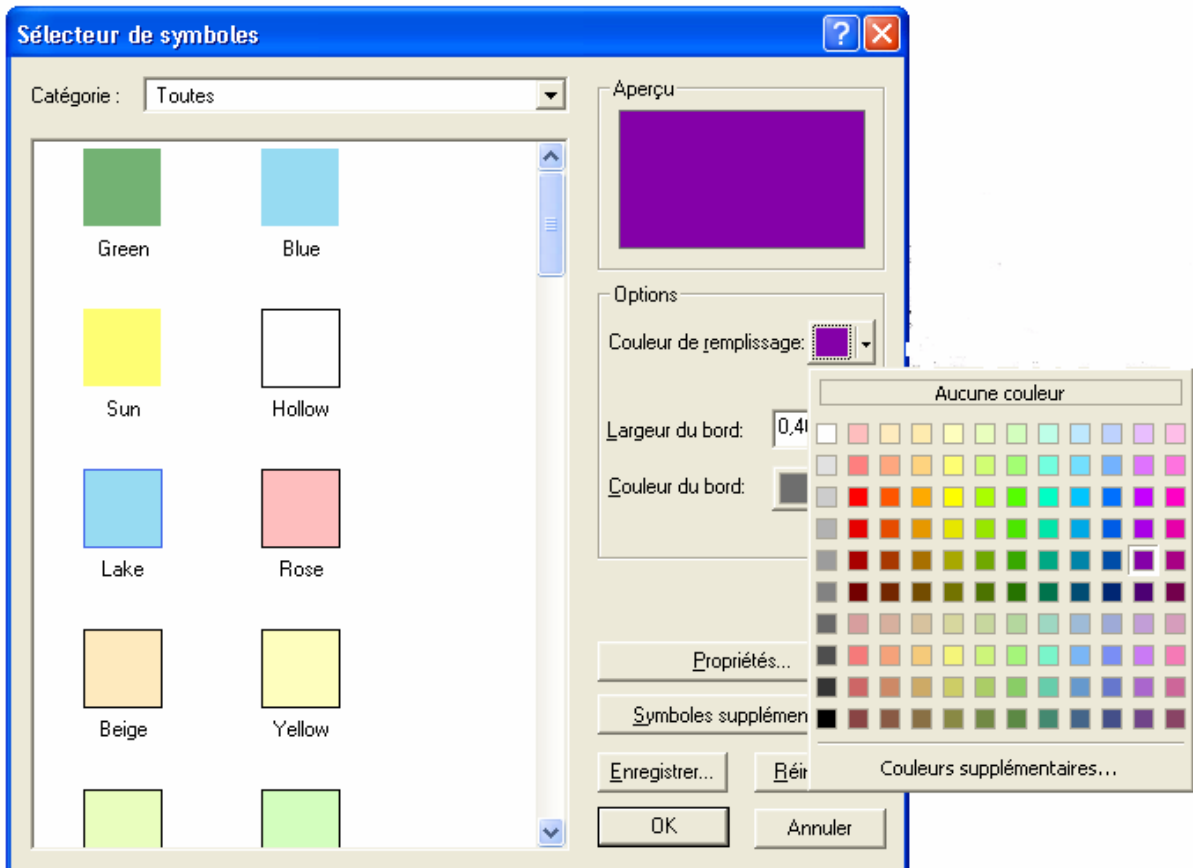 Sélecteur de symboles
Catégorie : Toutes
Green Blue
Sun Hollow
Lake Rose
Beige Yellow
Aperçu
Options
Couleur de remplissage:
Largeur du bord:
Couleur du bord:
Propriétés...
Symboles
Enregistrer...
OK Annuler
Aucune couleur
Couleurs supplémentaires...